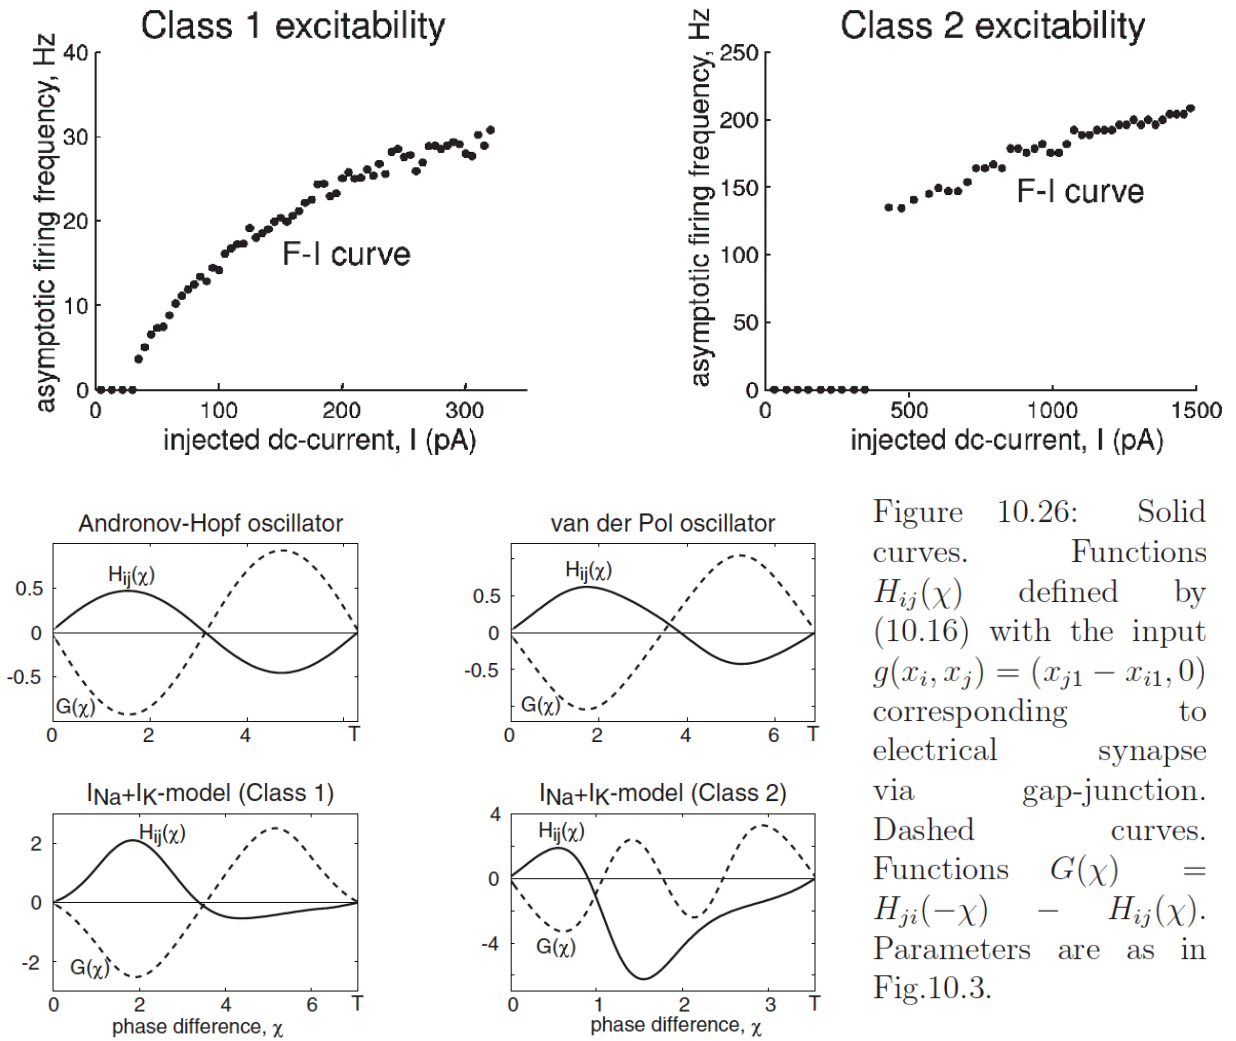 Class 1 excitability
asymptotic firing frequency, Hz
40
30
20
10
0
F-I curve
0 100 200 300
injected dc-current, I (pA)
Class 2 excitability
asymptotic firing frequency, Hz
250
200
150
100
50
0
F-I curve
0 500 1000 1500
injected dc-current, I (pA)
Andronov-Hopf oscillator
0.5
0
-0.5
Hij(χ)
G(χ)
0 2 4 6 T
van der Pol oscillator
0.5
0
-0.5
Hij(χ)
G(χ)
0 2 4 6 T
INa+IK-model (Class 1)
2
0
-2
Hij(χ)
G(χ)
0 2 4 6 T
phase difference, χ
INa+IK-model (Class 2)
4
0
-4
Hij(χ)
G(χ)
0 1 2 3 T
phase difference, χ
Figure 10.26: Solid
curves. Functions
Hij(χ) defined by
(10.16) with the input
g(xi, xj) = (xj1 − xi1, 0)
corresponding to
electrical synapse
via gap-junction.
Dashed curves.
Functions G(χ) =
Hji(−χ) − Hij(χ).
Parameters are as in
Fig.10.3.